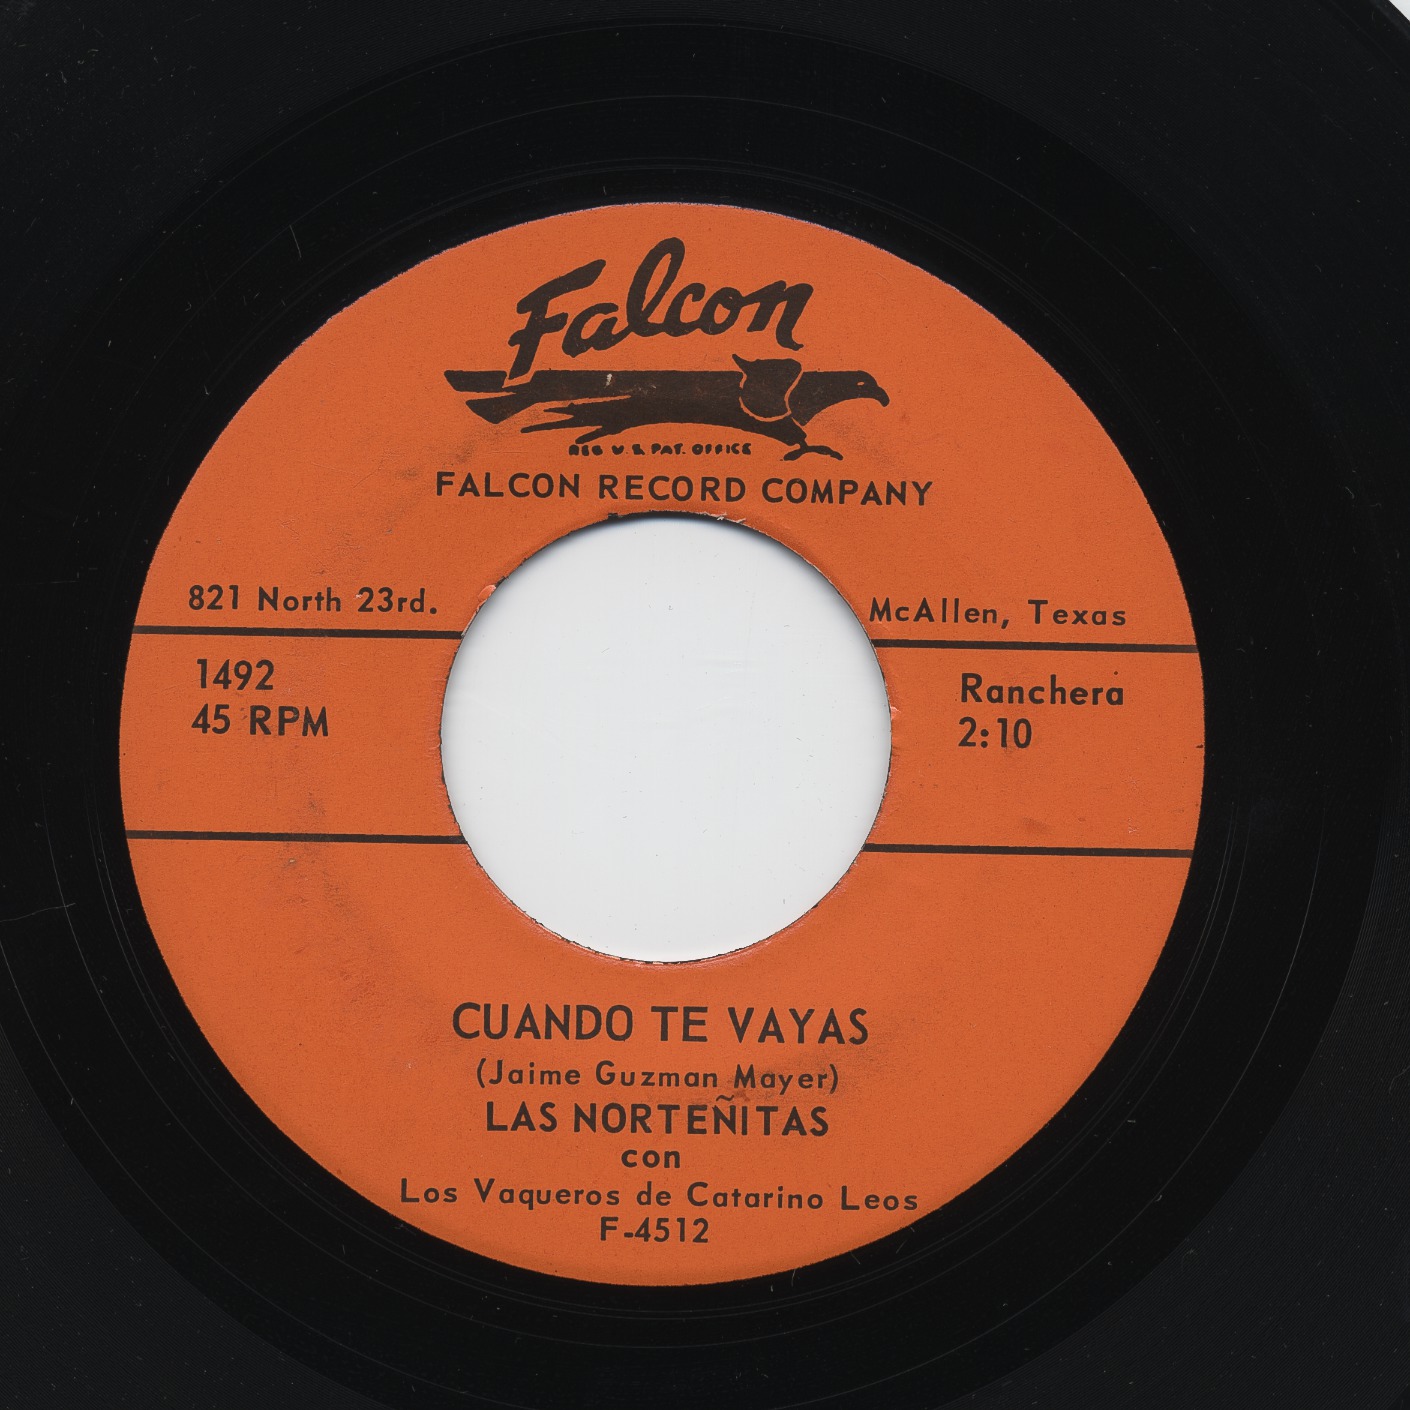 Falcon
REG U.S. PAT. OFFICE
FALCON RECORD COMPANY
821 North 23rd.
McAllen, Texas
1492
45 RPM
Ranchera
2:10
CUANDO TE VAYAS
(Jaime Guzman Mayer)
LAS NORTEÑITAS
con
Los Vaqueros de Catarino Leos
F-4512